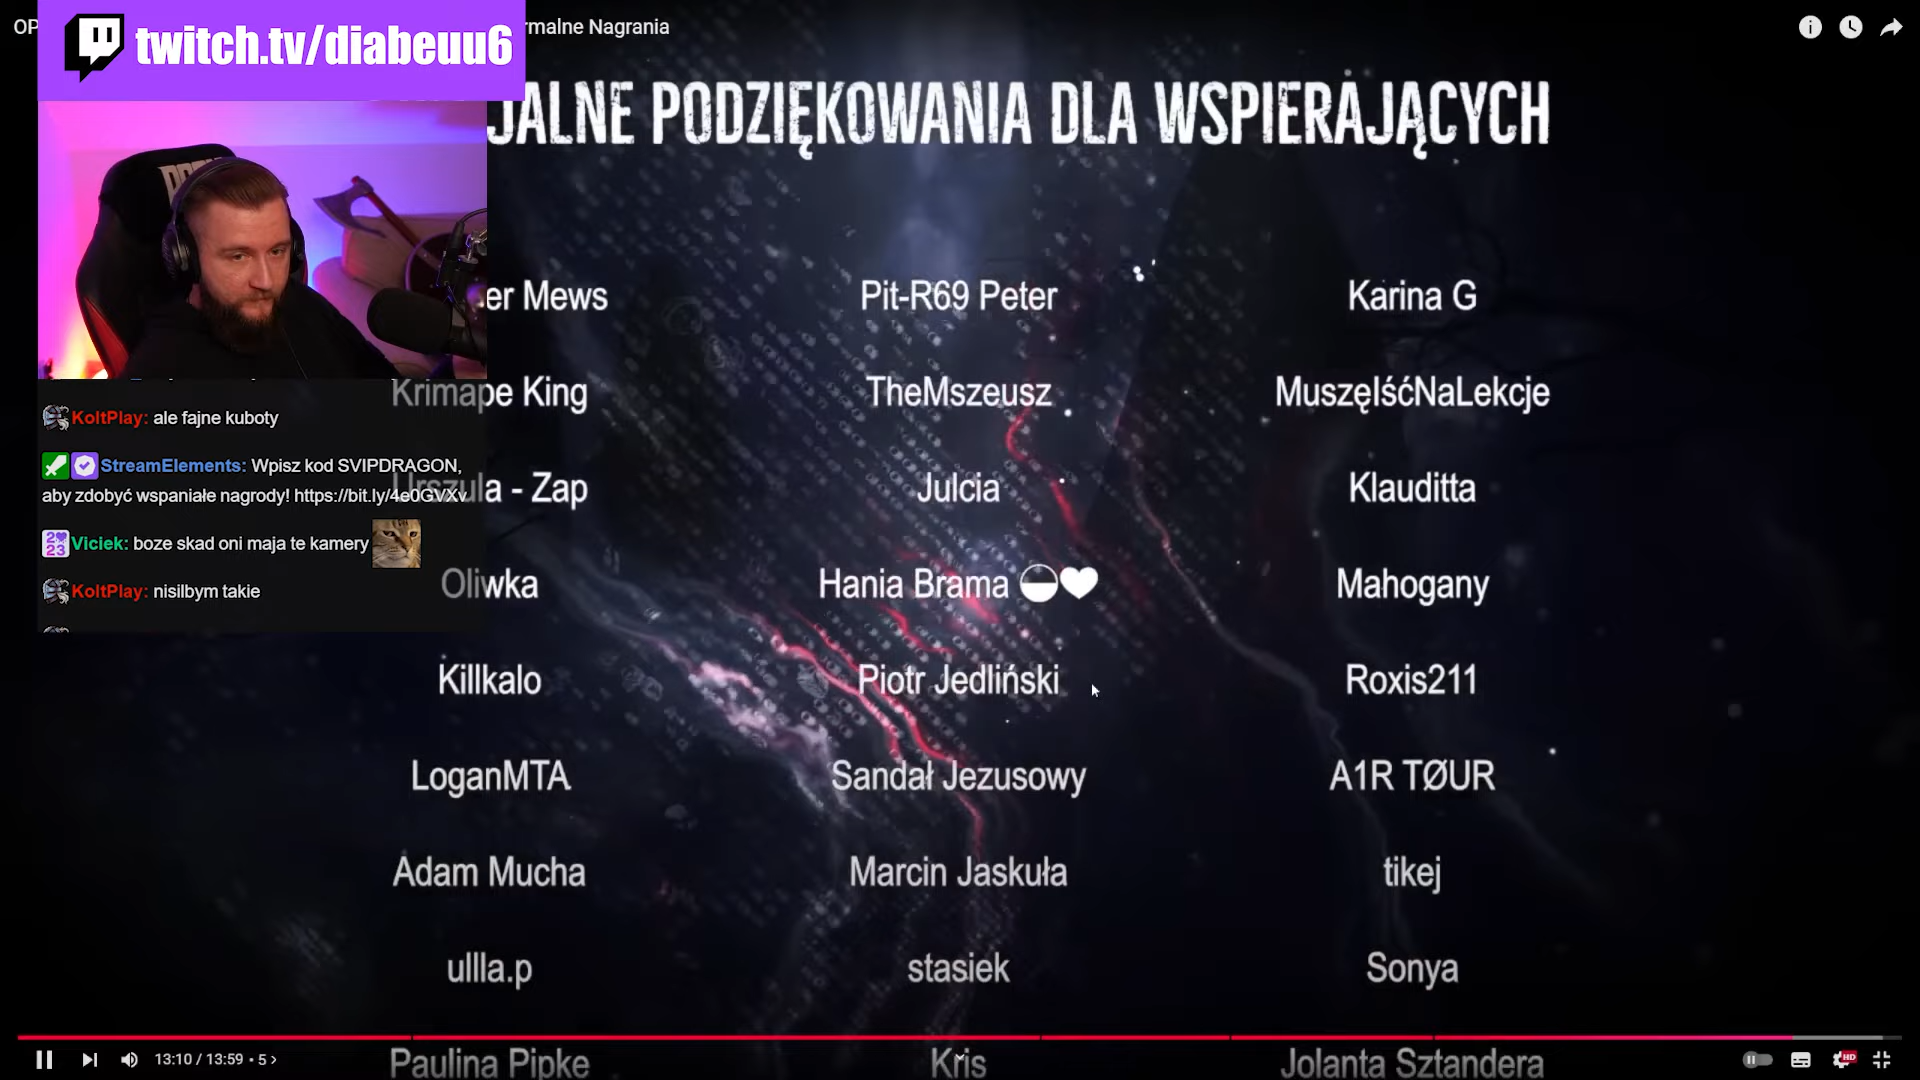 OP
rmalne Nagrania
twitch.tv/diabeuu6
JALNE PODZIĘKOWANIA DLA WSPIERAJĄCYCH
er Mews
Pit-R69 Peter
Karina G
Krimape King
TheMszeusz
MuszęIśćNaLekcje
Urszula - Zap
Julcia
Klauditta
Oliwka
Hania Brama
Mahogany
Killkalo
Piotr Jedliński
Roxis211
LoganMTA
Sandał Jezusowy
A1R TØUR
Adam Mucha
Marcin Jaskuła
tikej
ullla.p
stasiek
Sonya
Paulina Pipke
Kris
Jolanta Sztandera
KoltPlay: ale fajne kuboty
StreamElements: Wpisz kod SVIPDRAGON,
aby zdobyć wspaniałe nagrody! https://bit.ly/4e0GVXv
Viciek: boze skad oni maja te kamery
KoltPlay: nisilbym takie
13:10 / 13:59 • 5 ›
HD